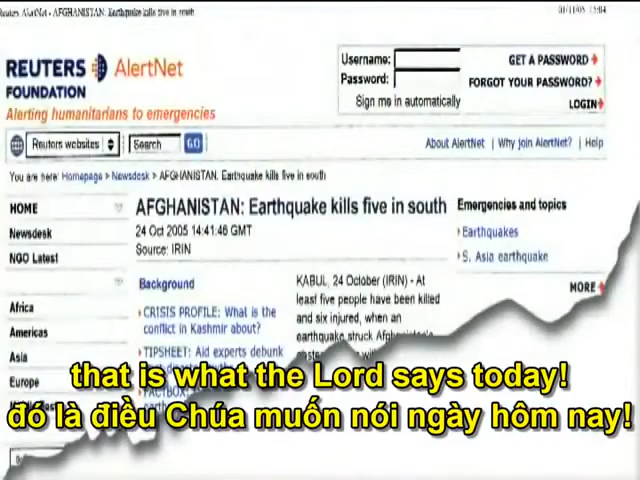 Reuters AlertNet - AFGHANISTAN: Earthquake kills five in south
01/11/05 15:04
REUTERS AlertNet
FOUNDATION
Alerting humanitarians to emergencies
Username:
Password:
Sign me in automatically
GET A PASSWORD
FORGOT YOUR PASSWORD?
LOGIN
Reuters websites
Search
GO
About AlertNet | Why join AlertNet? | Help
You are here: Homepage > Newsdesk > AFGHANISTAN: Earthquake kills five in south
HOME
Newsdesk
NGO Latest
Africa
Americas
Asia
Europe
AFGHANISTAN: Earthquake kills five in south
24 Oct 2005 14:41:46 GMT
Source: IRIN
Background
CRISIS PROFILE: What is the
conflict in Kashmir about?
TIPSHEET: Aid experts debunk
FACTBOX:
KABUL, 24 October (IRIN) - At
least five people have been killed
and six injured, when an
earthquake struck Afghanistan's
Emergencies and topics
Earthquakes
S. Asia earthquake
MORE
that is what the Lord says today!
đó là điều Chúa muốn nói ngày hôm nay!